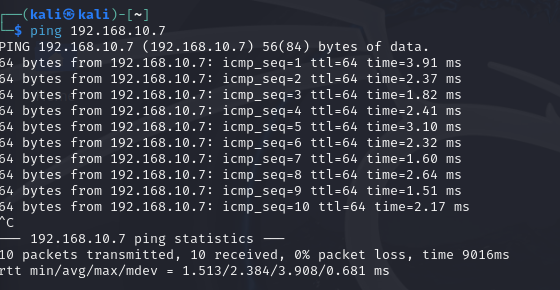 ┌──(kali㉿kali)-[~]
└─$ ping 192.168.10.7
PING 192.168.10.7 (192.168.10.7) 56(84) bytes of data.
64 bytes from 192.168.10.7: icmp_seq=1 ttl=64 time=3.91 ms
64 bytes from 192.168.10.7: icmp_seq=2 ttl=64 time=2.37 ms
64 bytes from 192.168.10.7: icmp_seq=3 ttl=64 time=1.82 ms
64 bytes from 192.168.10.7: icmp_seq=4 ttl=64 time=2.41 ms
64 bytes from 192.168.10.7: icmp_seq=5 ttl=64 time=3.10 ms
64 bytes from 192.168.10.7: icmp_seq=6 ttl=64 time=2.32 ms
64 bytes from 192.168.10.7: icmp_seq=7 ttl=64 time=1.60 ms
64 bytes from 192.168.10.7: icmp_seq=8 ttl=64 time=2.64 ms
64 bytes from 192.168.10.7: icmp_seq=9 ttl=64 time=1.51 ms
64 bytes from 192.168.10.7: icmp_seq=10 ttl=64 time=2.17 ms
^C
--- 192.168.10.7 ping statistics ---
10 packets transmitted, 10 received, 0% packet loss, time 9016ms
rtt min/avg/max/mdev = 1.513/2.384/3.908/0.681 ms